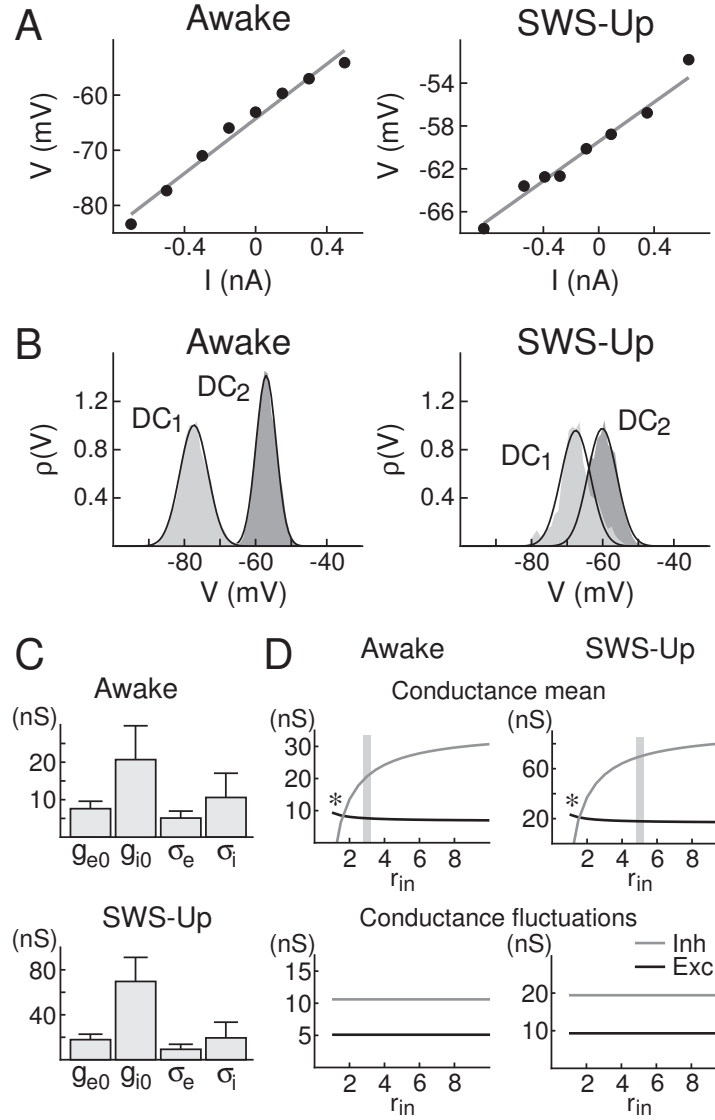 A
Awake
SWS-Up
V (mV)
-60
-70
-80
-0.4 0 0.4
I (nA)
V (mV)
-54
-58
-62
-66
-0.4 0 0.4
I (nA)
B
Awake
SWS-Up
ρ(V)
1.2
0.8
0.4
DC1
DC2
-80 -60 -40
V (mV)
ρ(V)
1.2
0.8
0.4
DC1
DC2
-80 -60 -40
V (mV)
C
Awake
(nS)
20
10
ge0 gi0 σe σi
SWS-Up
(nS)
80
40
ge0 gi0 σe σi
D
Awake
SWS-Up
Conductance mean
(nS)
30
20
10
*
2 4 6 8
rin
(nS)
60
20
*
2 4 6 8
rin
Conductance fluctuations
(nS)
15
10
5
2 4 6 8
rin
(nS)
20
10
Inh
Exc
2 4 6 8
rin